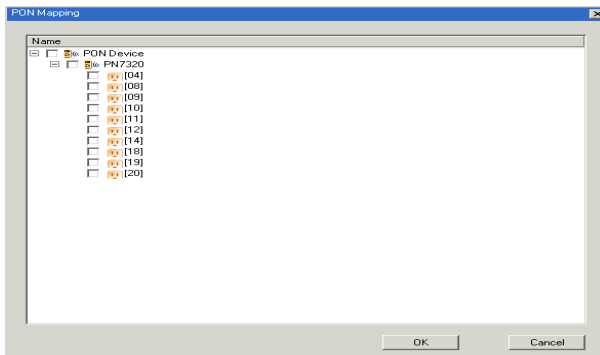 PON Mapping
Name
PON Device
PN7320
[04]
[08]
[09]
[10]
[11]
[12]
[14]
[18]
[19]
[20]
OK
Cancel